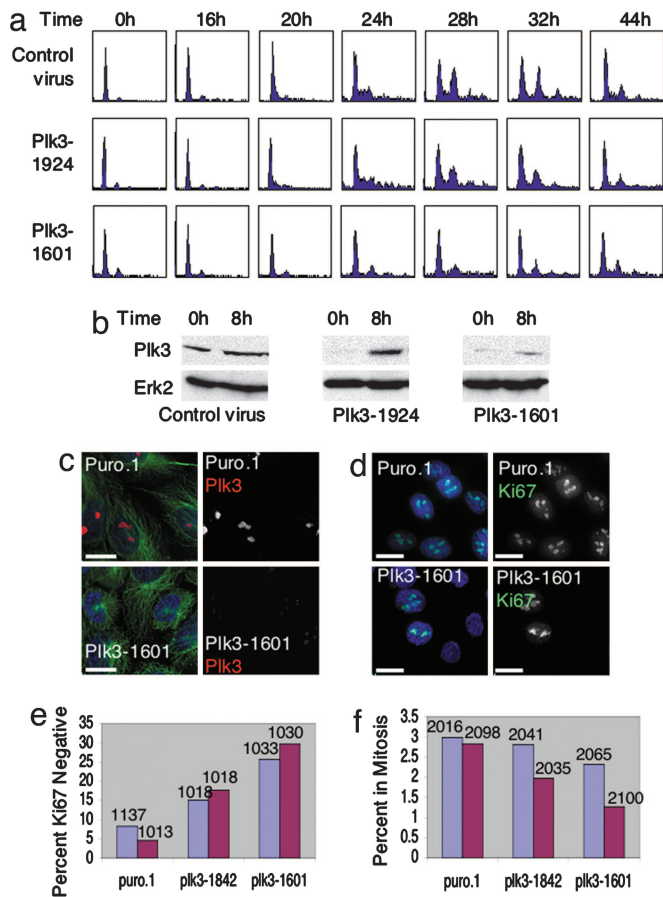 a Time 0h 16h 20h 24h 28h 32h 44h
Control
virus
Plk3-
1924
Plk3-
1601
b Time 0h 8h 0h 8h 0h 8h
Plk3
Erk2
Control virus Plk3-1924 Plk3-1601
c Puro.1 Puro.1
Plk3
Plk3-1601 Plk3-1601
Plk3
d Puro.1 Puro.1
Ki67
Plk3-1601 Plk3-1601
Ki67
e
Percent Ki67 Negative
35
30
25
20
15
10
5
0
1137 1013 1018 1018 1033 1030
puro.1 plk3-1842 plk3-1601
f
Percent in Mitosis
3.5
3
2.5
2
1.5
1
0.5
0
2016 2098 2041 2035 2065 2100
puro.1 plk3-1842 plk3-1601